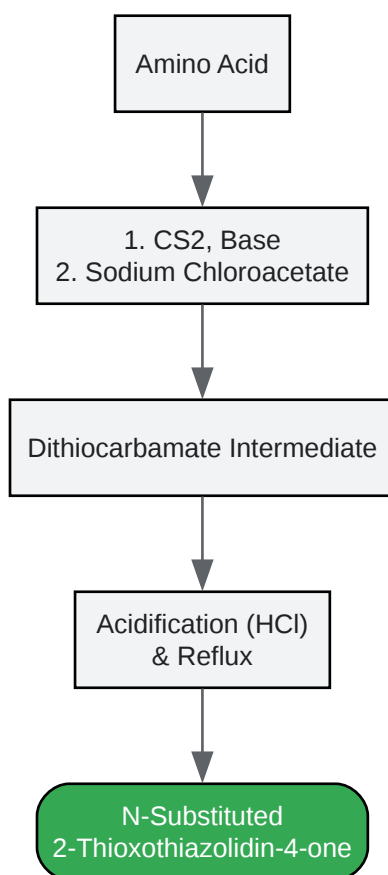 Amino Acid
1. CS2, Base
2. Sodium Chloroacetate
Dithiocarbamate Intermediate
Acidification (HCl)
& Reflux
N-Substituted
2-Thioxothiazolidin-4-one